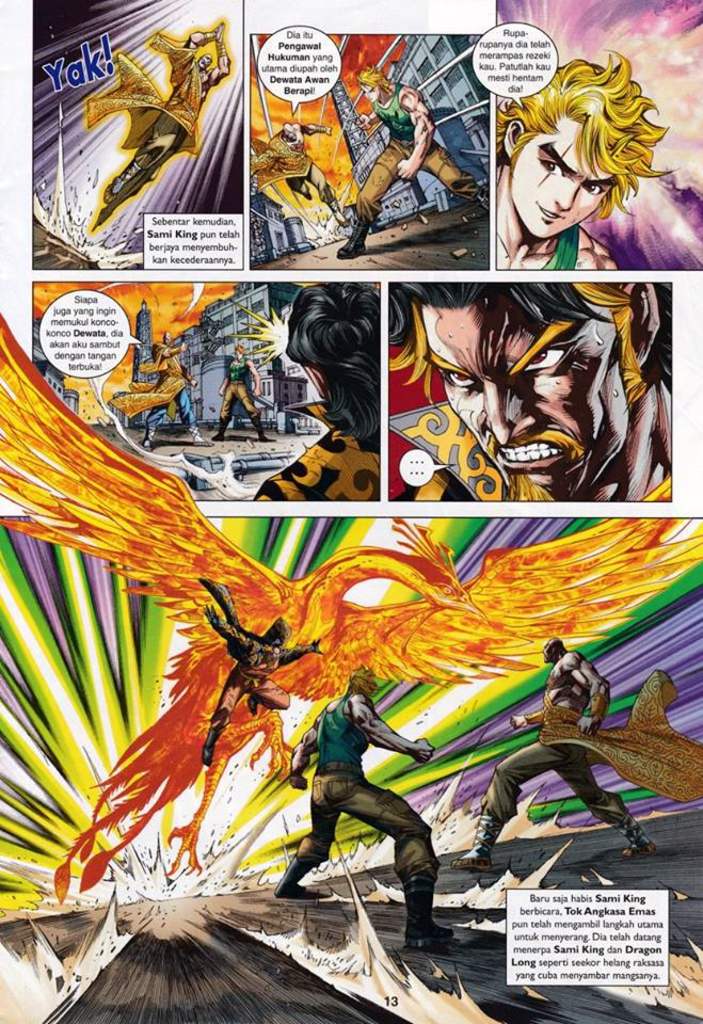 Yak!
Sebentar kemudian,
Sami King pun telah
berjaya menyembuh-
kan kecederaannya.
Dia itu
Pengawal
Hukuman yang
utama diupah oleh
Dewata Awan
Berapi!
Rupa-
rupanya dia telah
merampas rezeki
kau. Patutlah kau
mesti hentam
dia!
Siapa
juga yang ingin
memukul konco-
konco Dewata, dia
akan KO sambut
dengan tangan
terbuka!
...
Baru saja habis Sami King
berbicara, Tok Angkasa Emas
pun telah mengambil langkah utama
untuk menyerang. Dia telah datang
menerpa Sami King dan Dragon
Long seperti seekor helang raksasa
yang cuba menyambar mangsanya.
13